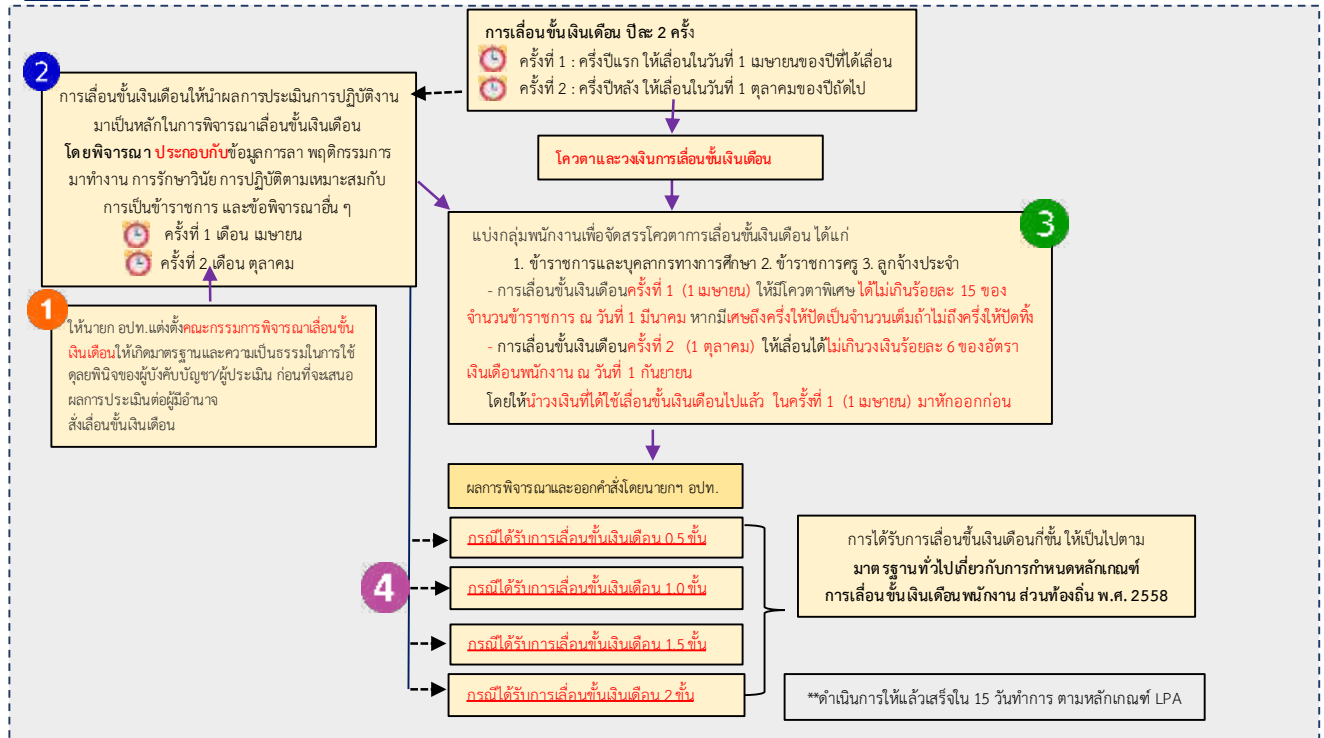 การเลื่อนขั้นเงินเดือน ปีละ 2 ครั้ง
ครั้งที่ 1 : ครึ่งปีแรก ให้เลื่อนในวันที่ 1 เมษายนของปีที่ได้เลื่อน
ครั้งที่ 2 : ครึ่งปีหลัง ให้เลื่อนในวันที่ 1 ตุลาคมของปีถัดไป
2
การเลื่อนขั้นเงินเดือนให้นำผลการประเมินการปฏิบัติงาน
มาเป็นหลักในการพิจารณาเลื่อนขั้นเงินเดือน
โดยพิจารณา ประกอบกับข้อมูลการลา พฤติกรรมการ
มาทำงาน การรักษาวินัย การปฏิบัติตามเหมาะสมกับ
การเป็นข้าราชการ และข้อพิจารณาอื่น ๆ
ครั้งที่ 1 เดือน เมษายน
ครั้งที่ 2 เดือน ตุลาคม
โควตาและวงเงินการเลื่อนขั้นเงินเดือน
3
แบ่งกลุ่มพนักงานเพื่อจัดสรรโควตาการเลื่อนขั้นเงินเดือน ได้แก่
1. ข้าราชการและบุคลากรทางการศึกษา 2. ข้าราชการครู 3. ลูกจ้างประจำ
- การเลื่อนขั้นเงินเดือนครั้งที่ 1 (1 เมษายน) ให้มีโควตาพิเศษ ได้ไม่เกินร้อยละ 15 ของ
จำนวนข้าราชการ ณ วันที่ 1 มีนาคม หากมีเศษถึงครึ่งให้ปัดเป็นจำนวนเต็มถ้าไม่ถึงครึ่งให้ปัดทิ้ง
- การเลื่อนขั้นเงินเดือนครั้งที่ 2 (1 ตุลาคม) ให้เลื่อนได้ไม่เกินวงเงินร้อยละ 6 ของอัตรา
เงินเดือนพนักงาน ณ วันที่ 1 กันยายน
โดยให้นำวงเงินที่ได้ใช้เลื่อนขั้นเงินเดือนไปแล้ว ในครั้งที่ 1 (1 เมษายน) มาหักออกก่อน
1
ให้นายก อปท.แต่งตั้งคณะกรรมการพิจารณาเลื่อนขั้น
เงินเดือนให้เกิดมาตรฐานและความเป็นธรรมในการใช้
ดุลยพินิจของผู้บังคับบัญชา/ผู้ประเมิน ก่อนที่จะเสนอ
ผลการประเมินต่อผู้มีอำนาจ
สั่งเลื่อนขั้นเงินเดือน
ผลการพิจารณาและออกคำสั่งโดยนายกฯ อปท.
4
กรณีได้รับการเลื่อนขั้นเงินเดือน 0.5 ขั้น
กรณีได้รับการเลื่อนขั้นเงินเดือน 1.0 ขั้น
กรณีได้รับการเลื่อนขั้นเงินเดือน 1.5 ขั้น
กรณีได้รับการเลื่อนขั้นเงินเดือน 2 ขั้น
การได้รับการเลื่อนขึ้นเงินเดือนกี่ขั้น ให้เป็นไปตาม
มาตรฐานทั่วไปเกี่ยวกับการกำหนดหลักเกณฑ์
การเลื่อนขั้นเงินเดือนพนักงาน ส่วนท้องถิ่น พ.ศ. 2558
**ดำเนินการให้แล้วเสร็จใน 15 วันทำการ ตามหลักเกณฑ์ LPA